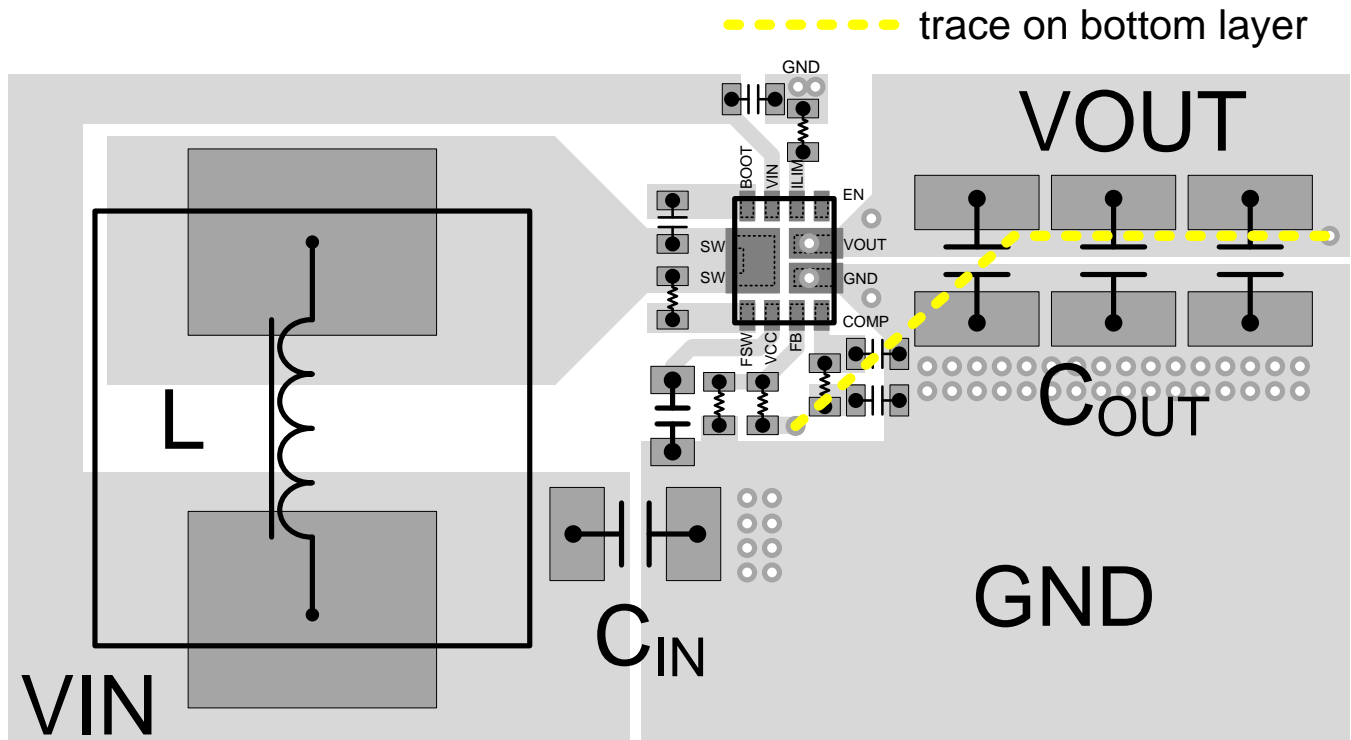 trace on bottom layer
GND
VOUT
BOOT
VIN
ILIM
EN
SW
VOUT
SW
GND
COMP
FSW
VCC
FB
L
COUT
CIN
GND
VIN